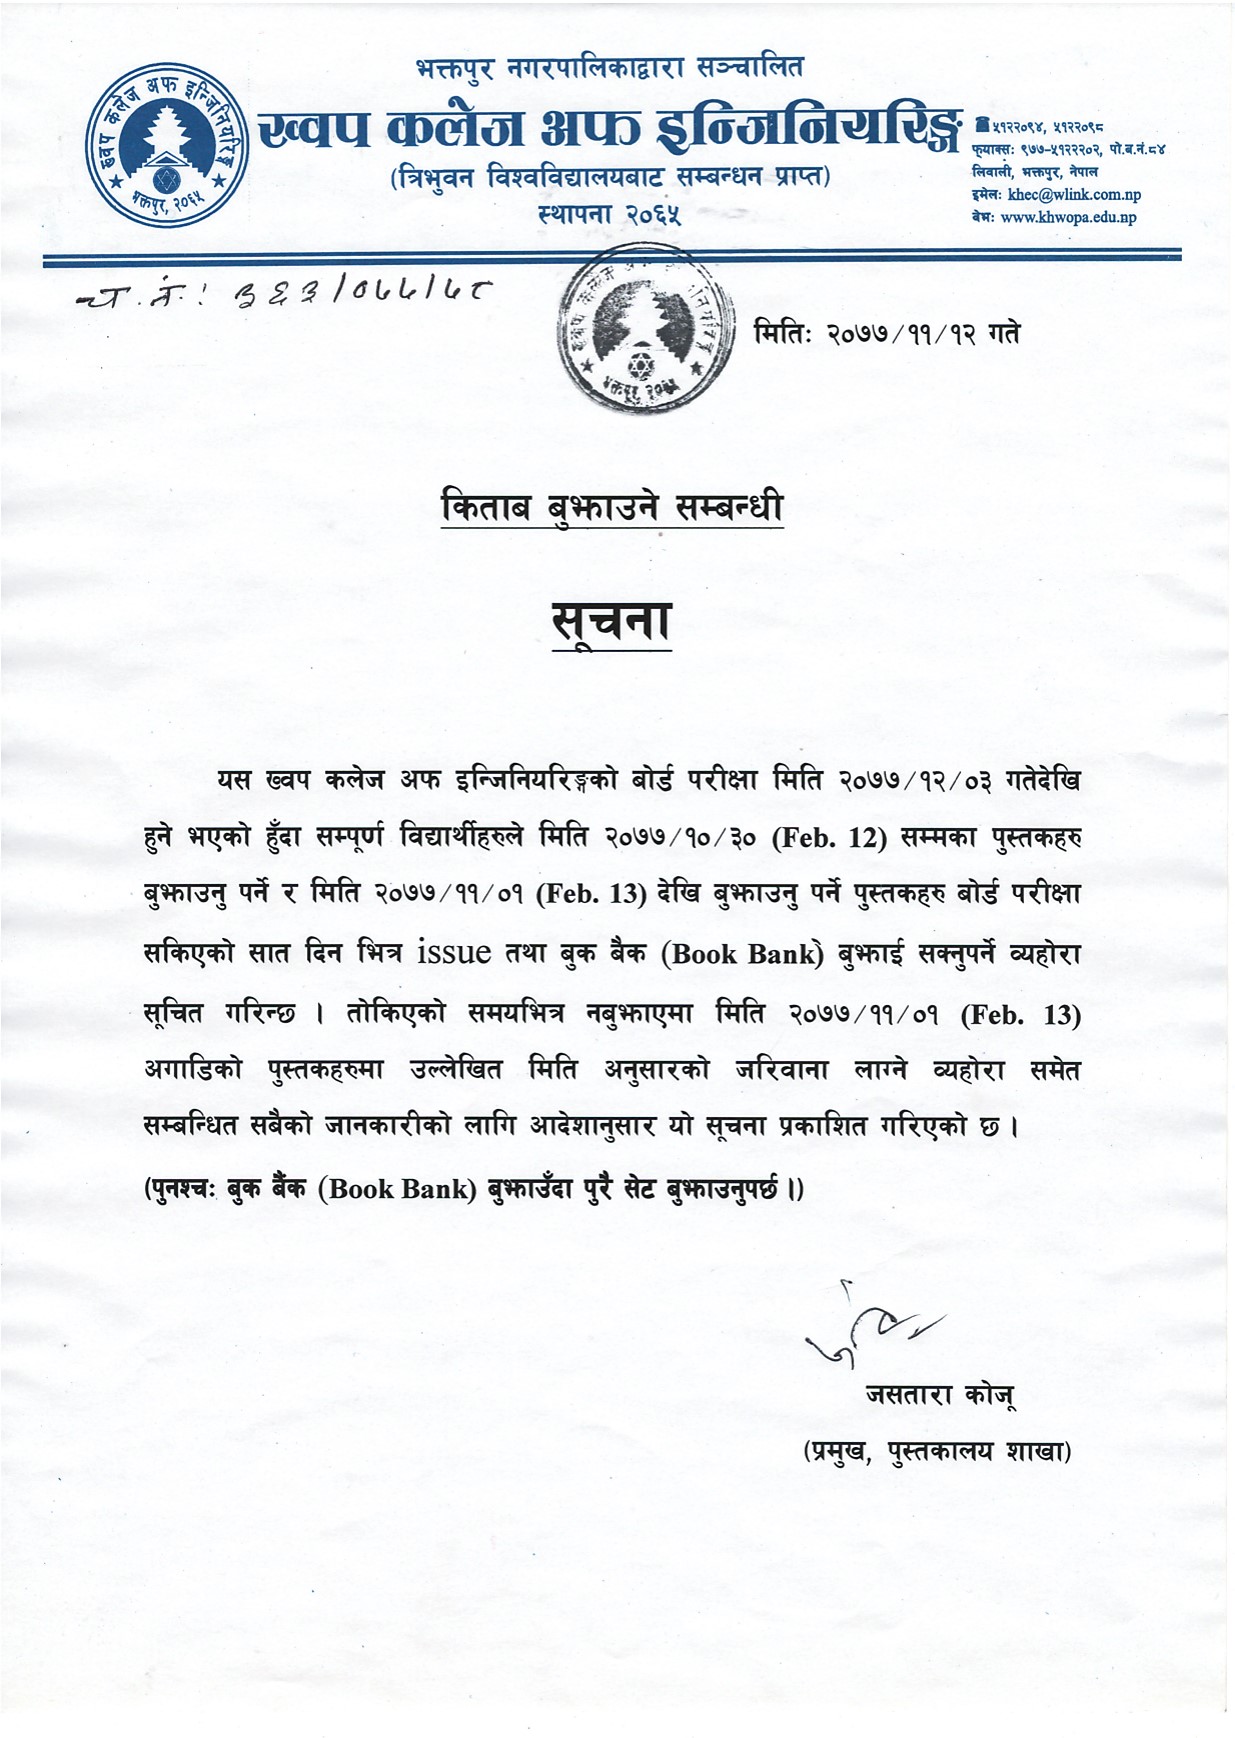 भक्तपुर नगरपालिकाद्वारा सञ्चालित
ख्वप कलेज अफ इन्जिनियरिङ्ग
(त्रिभुवन विश्वविद्यालयबाट सम्बन्धन प्राप्त)
स्थापना २०६५
ख्वप कलेज अफ इन्जिनियरिङ्ग
भक्तपुर, २०६५
☎५१२२०९४, ५१२२०९८
फ्याक्सः ९७७-५१२२२०२, पो.ब.नं.८४
लिवाली, भक्तपुर, नेपाल
इमेलः khec@wlink.com.np
वेभः www.khwopa.edu.np
च.नं.: ३६३/०७७/७८
भक्तपुर, २०६५
मितिः २०७७/११/१२ गते
किताब बुझाउने सम्बन्धी
सूचना
यस ख्वप कलेज अफ इन्जिनियरिङ्गको बोर्ड परीक्षा मिति २०७७/१२/०३ गतेदेखि
हुने भएको हुँदा सम्पूर्ण विद्यार्थीहरुले मिति २०७७/१०/३० (Feb. 12) सम्मका पुस्तकहरु
बुझाउनु पर्ने र मिति २०७७/११/०१ (Feb. 13) देखि बुझाउनु पर्ने पुस्तकहरु बोर्ड परीक्षा
सकिएको सात दिन भित्र issue तथा बुक बैक (Book Bank) बुझाई सक्नुपर्ने व्यहोरा
सूचित गरिन्छ । तोकिएको समयभित्र नबुझाएमा मिति २०७७/११/०१ (Feb. 13)
अगाडिको पुस्तकहरुमा उल्लेखित मिति अनुसारको जरिवाना लाग्ने व्यहोरा समेत
सम्बन्धित सबैको जानकारीको लागि आदेशानुसार यो सूचना प्रकाशित गरिएको छ ।
(पुनश्चः बुक बैंक (Book Bank) बुझाउँदा पुरै सेट बुझाउनुपर्छ ।)
जसतारा कोजू
(प्रमुख, पुस्तकालय शाखा)